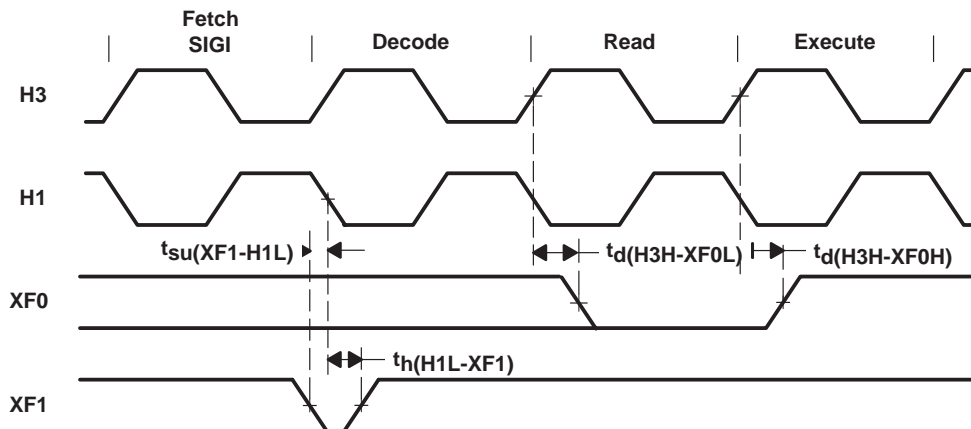 Fetch
SIGI
Decode
Read
Execute
H3
H1
tsu(XF1-H1L)
td(H3H-XF0L)
td(H3H-XF0H)
XF0
th(H1L-XF1)
XF1